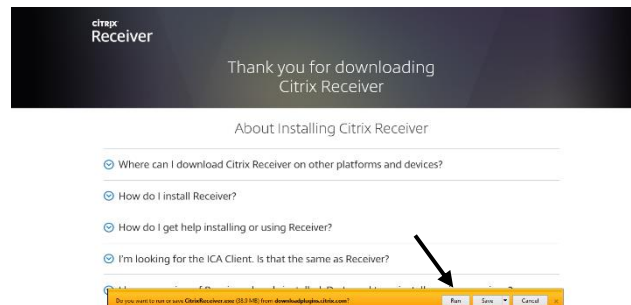 CİTRIX
Receiver
Thank you for downloading
Citrix Receiver
About Installing Citrix Receiver
Where can I download Citrix Receiver on other platforms and devices?
How do I install Receiver?
How do I get help installing or using Receiver?
I'm looking for the ICA Client. Is that the same as Receiver?
Do you want to run or save CitrixReceiver.exe (38.3 MB) from downloadplugins.citrix.com?
Run Save Cancel